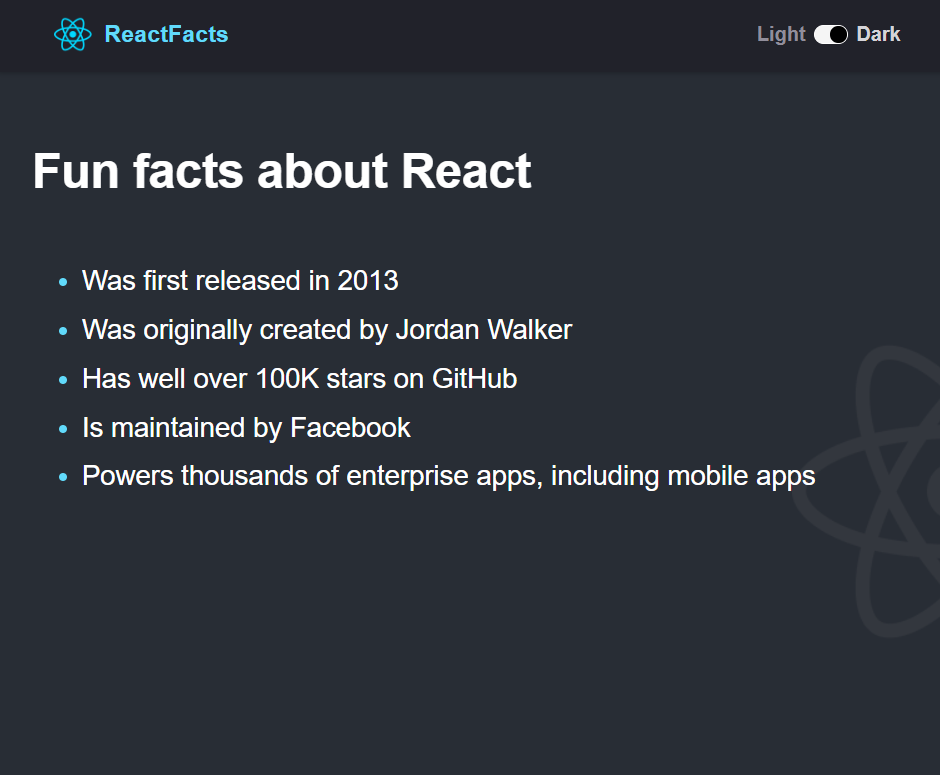 ReactFacts
Light Dark
Fun facts about React
• Was first released in 2013
• Was originally created by Jordan Walker
• Has well over 100K stars on GitHub
• Is maintained by Facebook
• Powers thousands of enterprise apps, including mobile apps